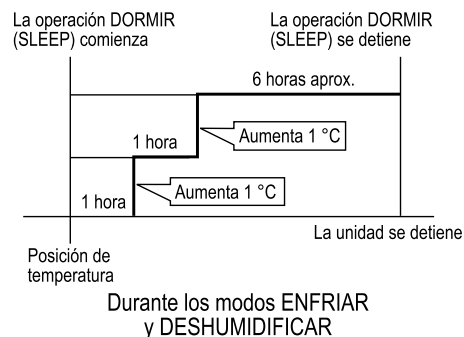 La operación DORMIR
(SLEEP) comienza
La operación DORMIR
(SLEEP) se detiene
6 horas aprox.
1 hora
Aumenta 1 °C
1 hora
Aumenta 1 °C
La unidad se detiene
Posición de
temperatura
Durante los modos ENFRIAR
y DESHUMIDIFICAR